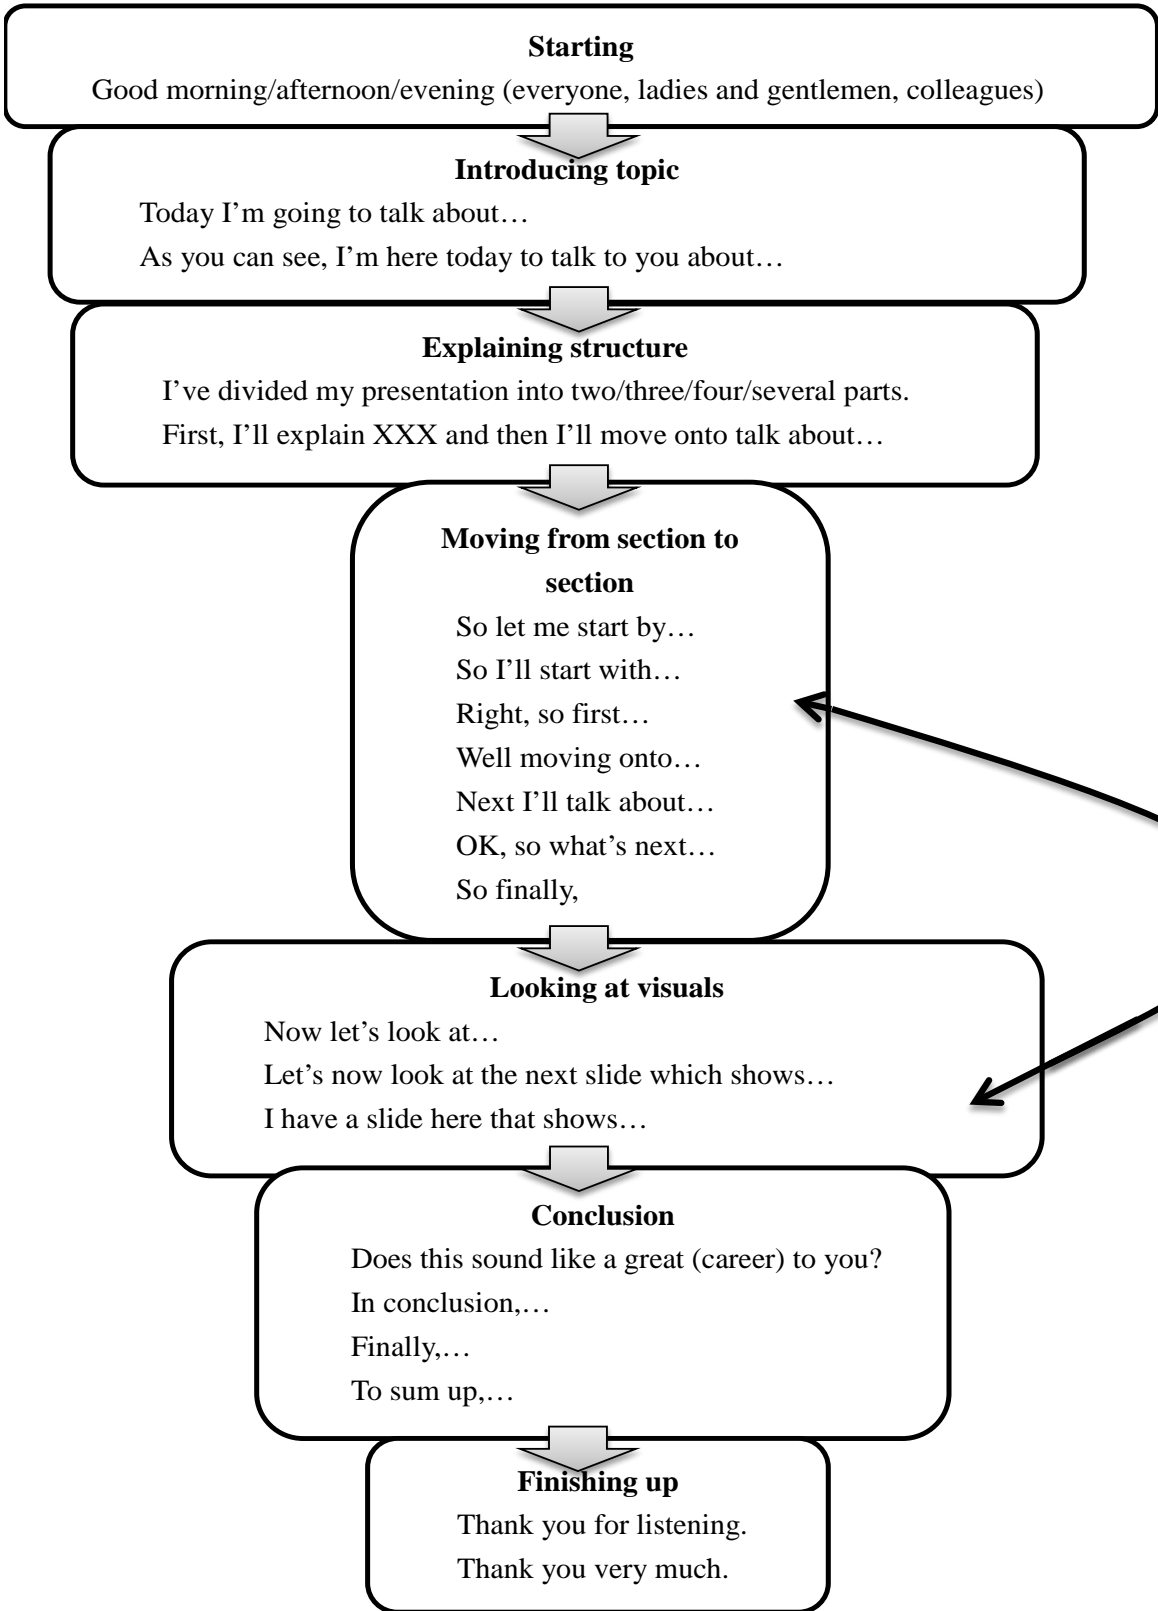 Starting
Good morning/afternoon/evening (everyone, ladies and gentlemen, colleagues)
Introducing topic
Today I’m going to talk about…
As you can see, I’m here today to talk to you about…
Explaining structure
I’ve divided my presentation into two/three/four/several parts.
First, I’ll explain XXX and then I’ll move onto talk about…
Moving from section to
section
So let me start by…
So I’ll start with…
Right, so first…
Well moving onto…
Next I’ll talk about…
OK, so what’s next…
So finally,
Looking at visuals
Now let’s look at…
Let’s now look at the next slide which shows…
I have a slide here that shows…
Conclusion
Does this sound like a great (career) to you?
In conclusion,…
Finally,…
To sum up,…
Finishing up
Thank you for listening.
Thank you very much.